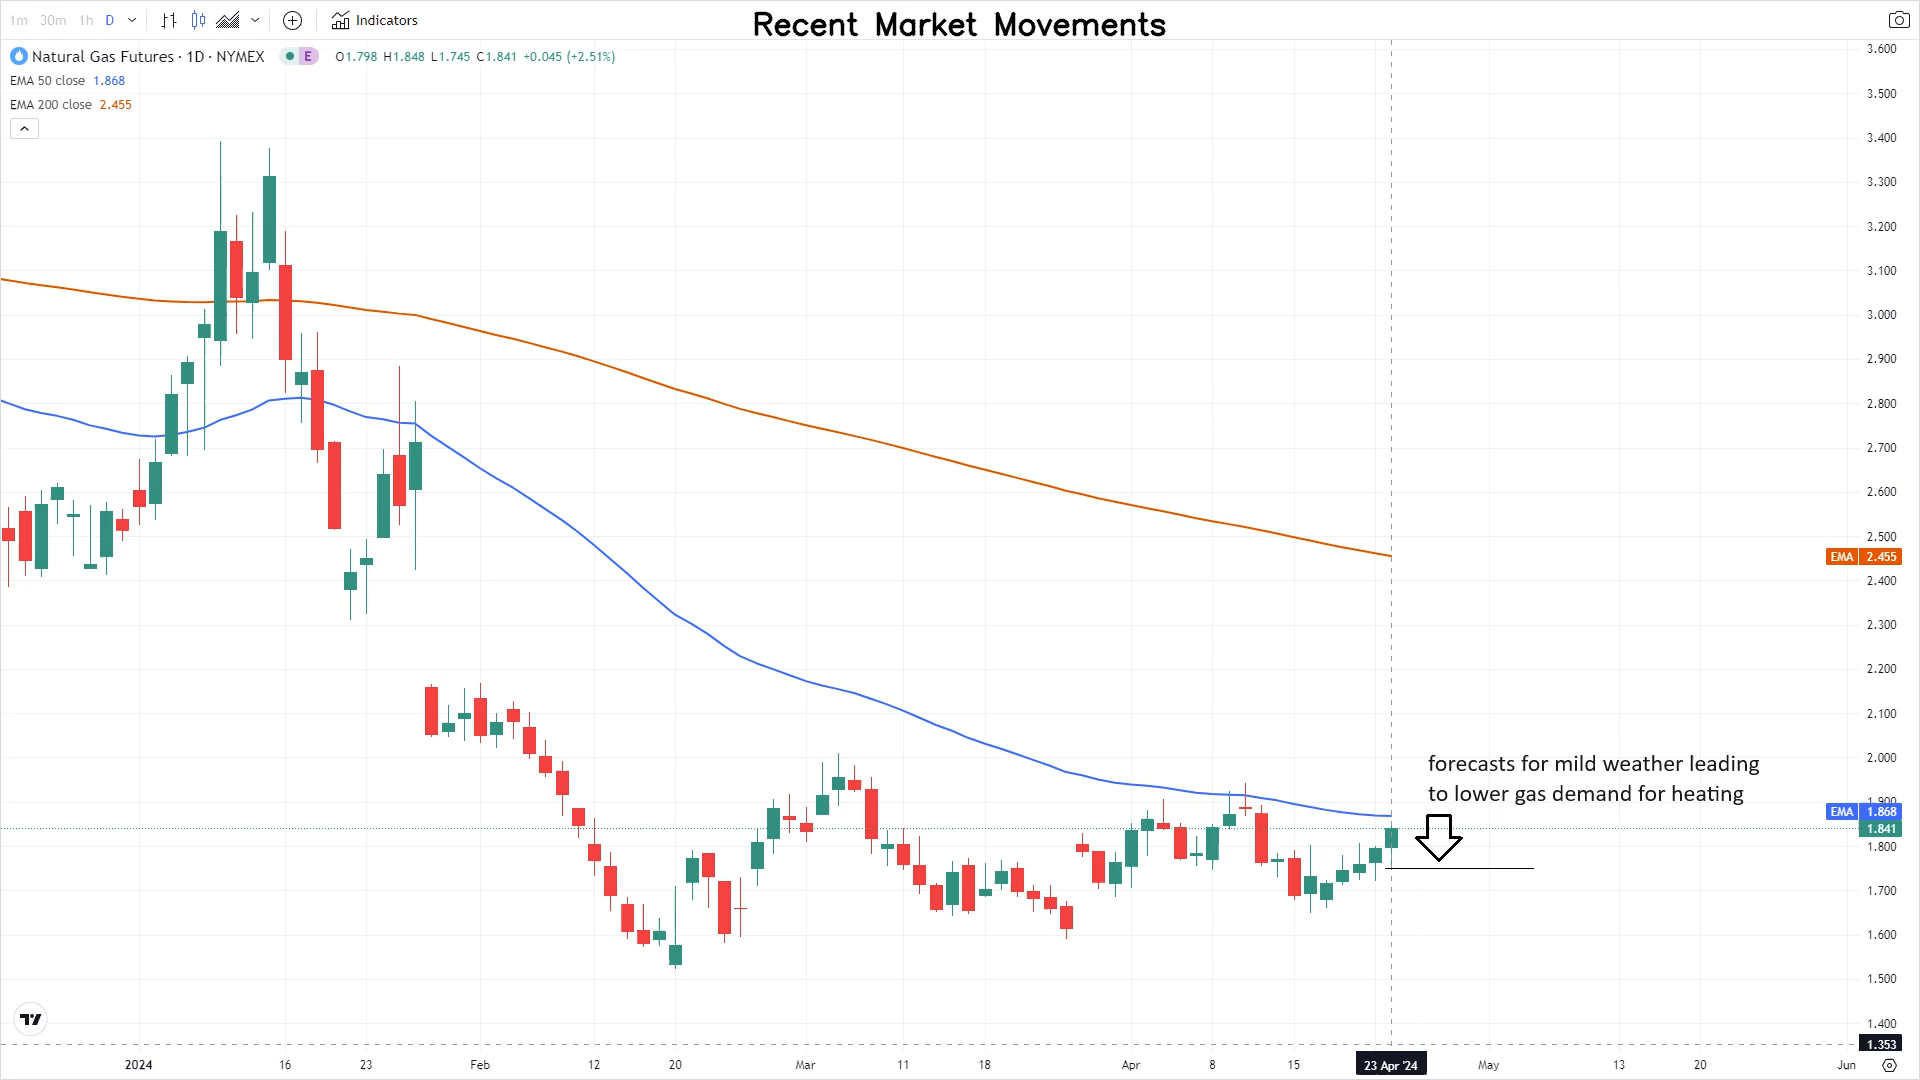 1m 30m 1h D Indicators
Recent Market Movements
Natural Gas Futures · 1D · NYMEX E O1.798 H1.848 L1.745 C1.841 +0.045 (+2.51%)
EMA 50 close 1.868
EMA 200 close 2.455
3.600
3.500
3.400
3.300
3.200
3.100
3.000
2.900
2.800
2.700
2.600
2.500
EMA 2.455
2.400
2.300
2.200
2.100
2.000
forecasts for mild weather leading
to lower gas demand for heating
1.900
EMA 1.868
1.841
1.800
1.700
1.600
1.500
1.400
1.353
2024 16 23 Feb 12 20 Mar 11 18 Apr 8 15 23 Apr '24 May 13 20 Jun